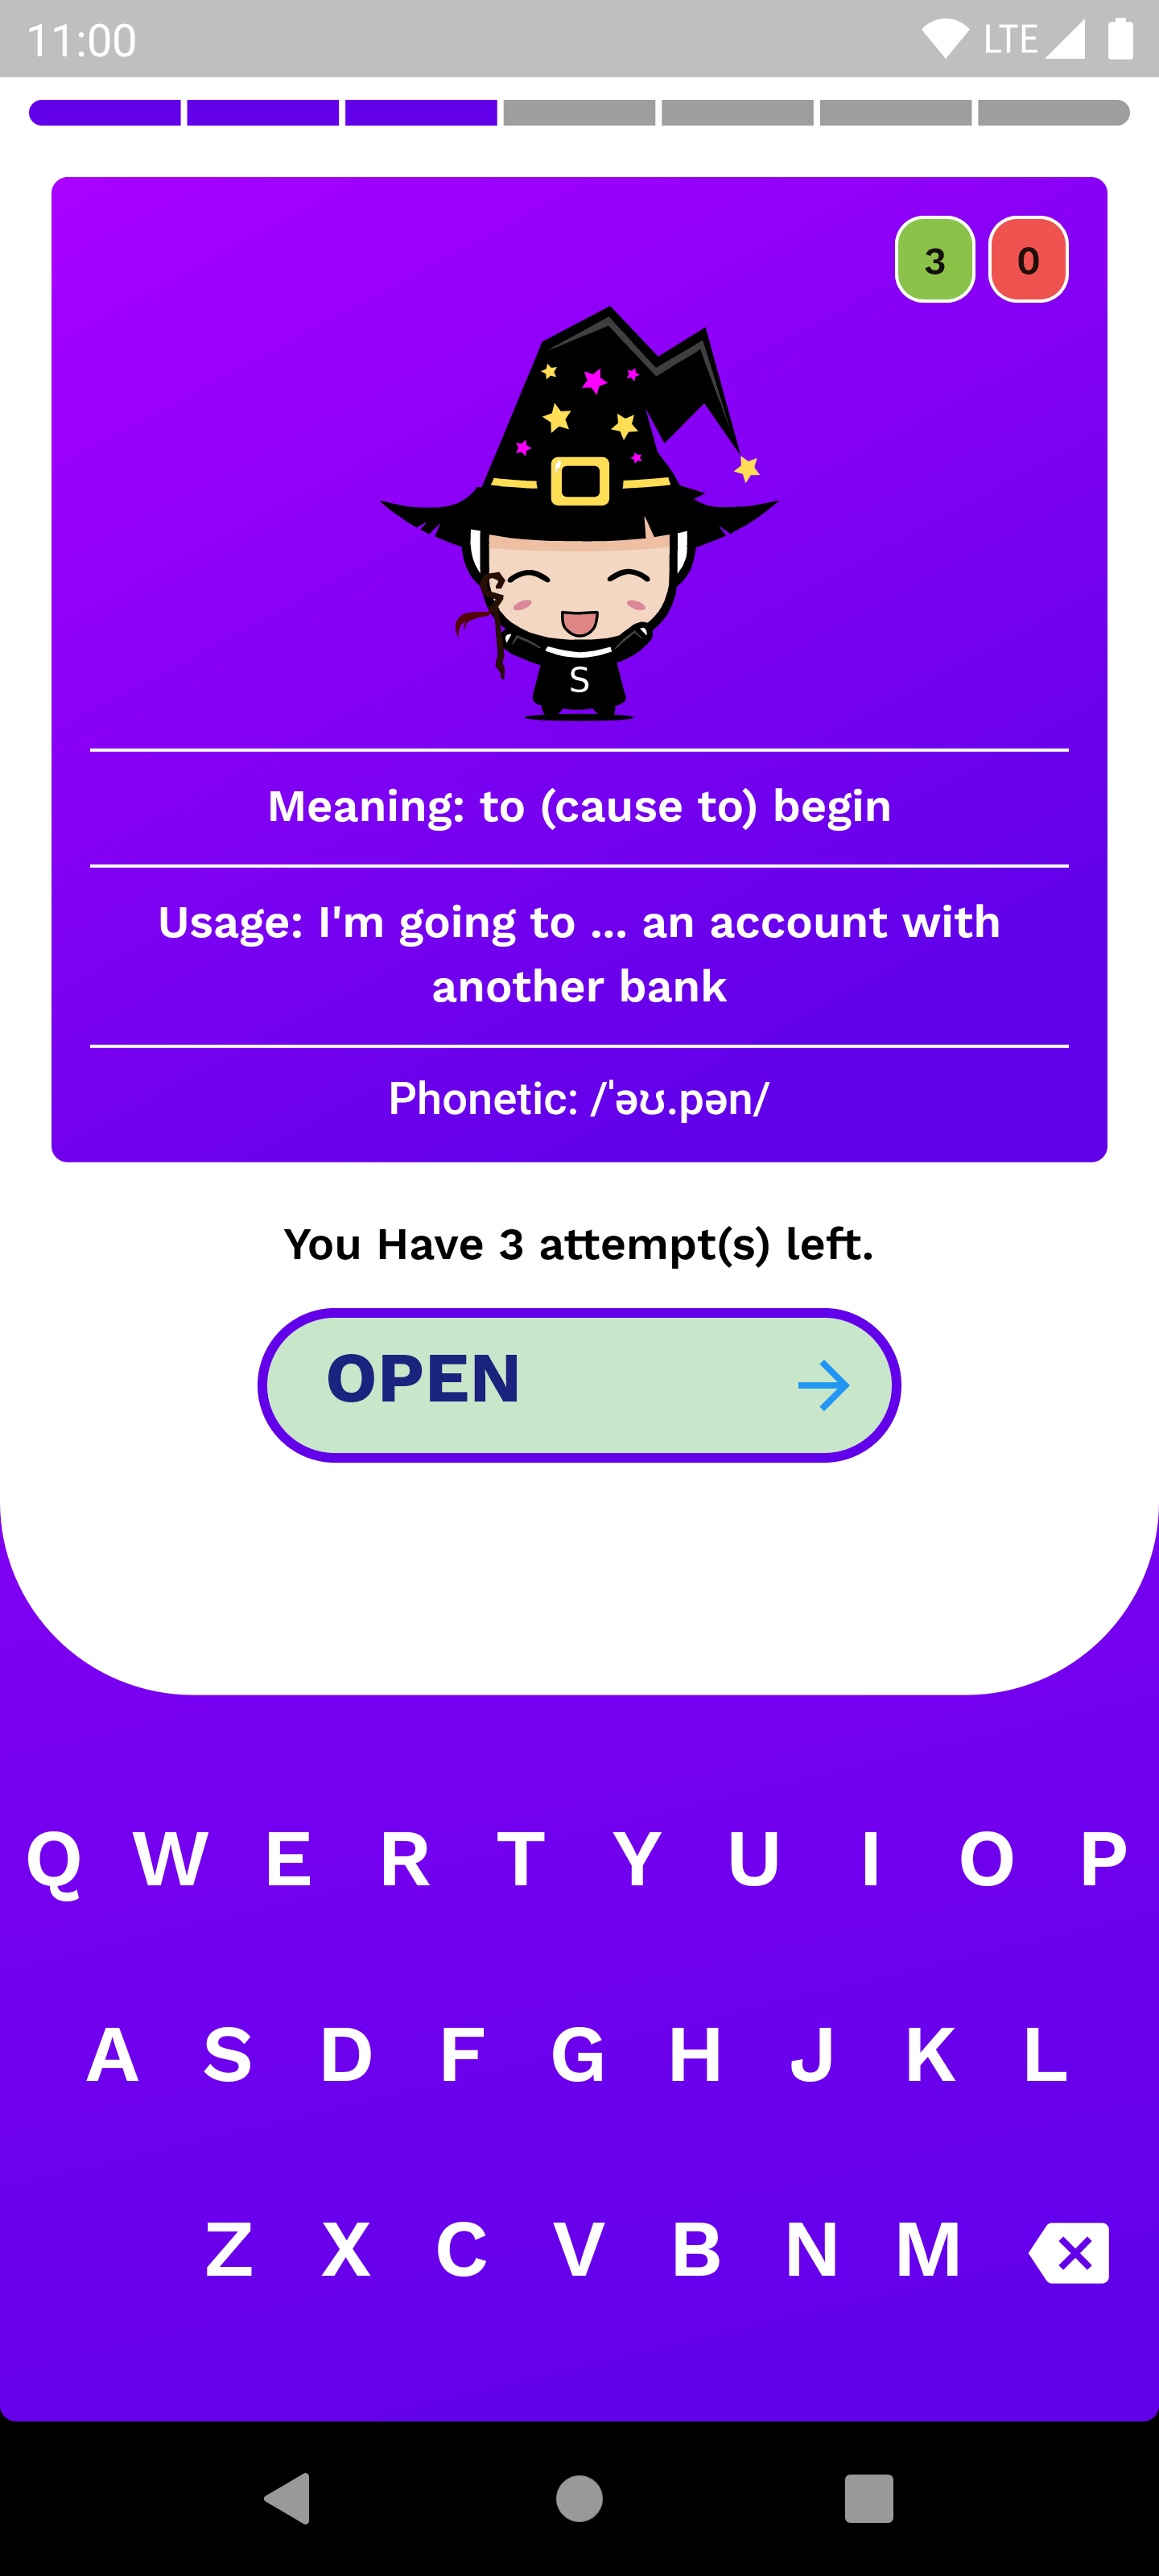 11:00
LTE
3 0
S
Meaning: to (cause to) begin
Usage: I'm going to ... an account with
another bank
Phonetic: /ˈəʊ.pən/
You Have 3 attempt(s) left.
OPEN
Q W E R T Y U I O P
A S D F G H J K L
Z X C V B N M